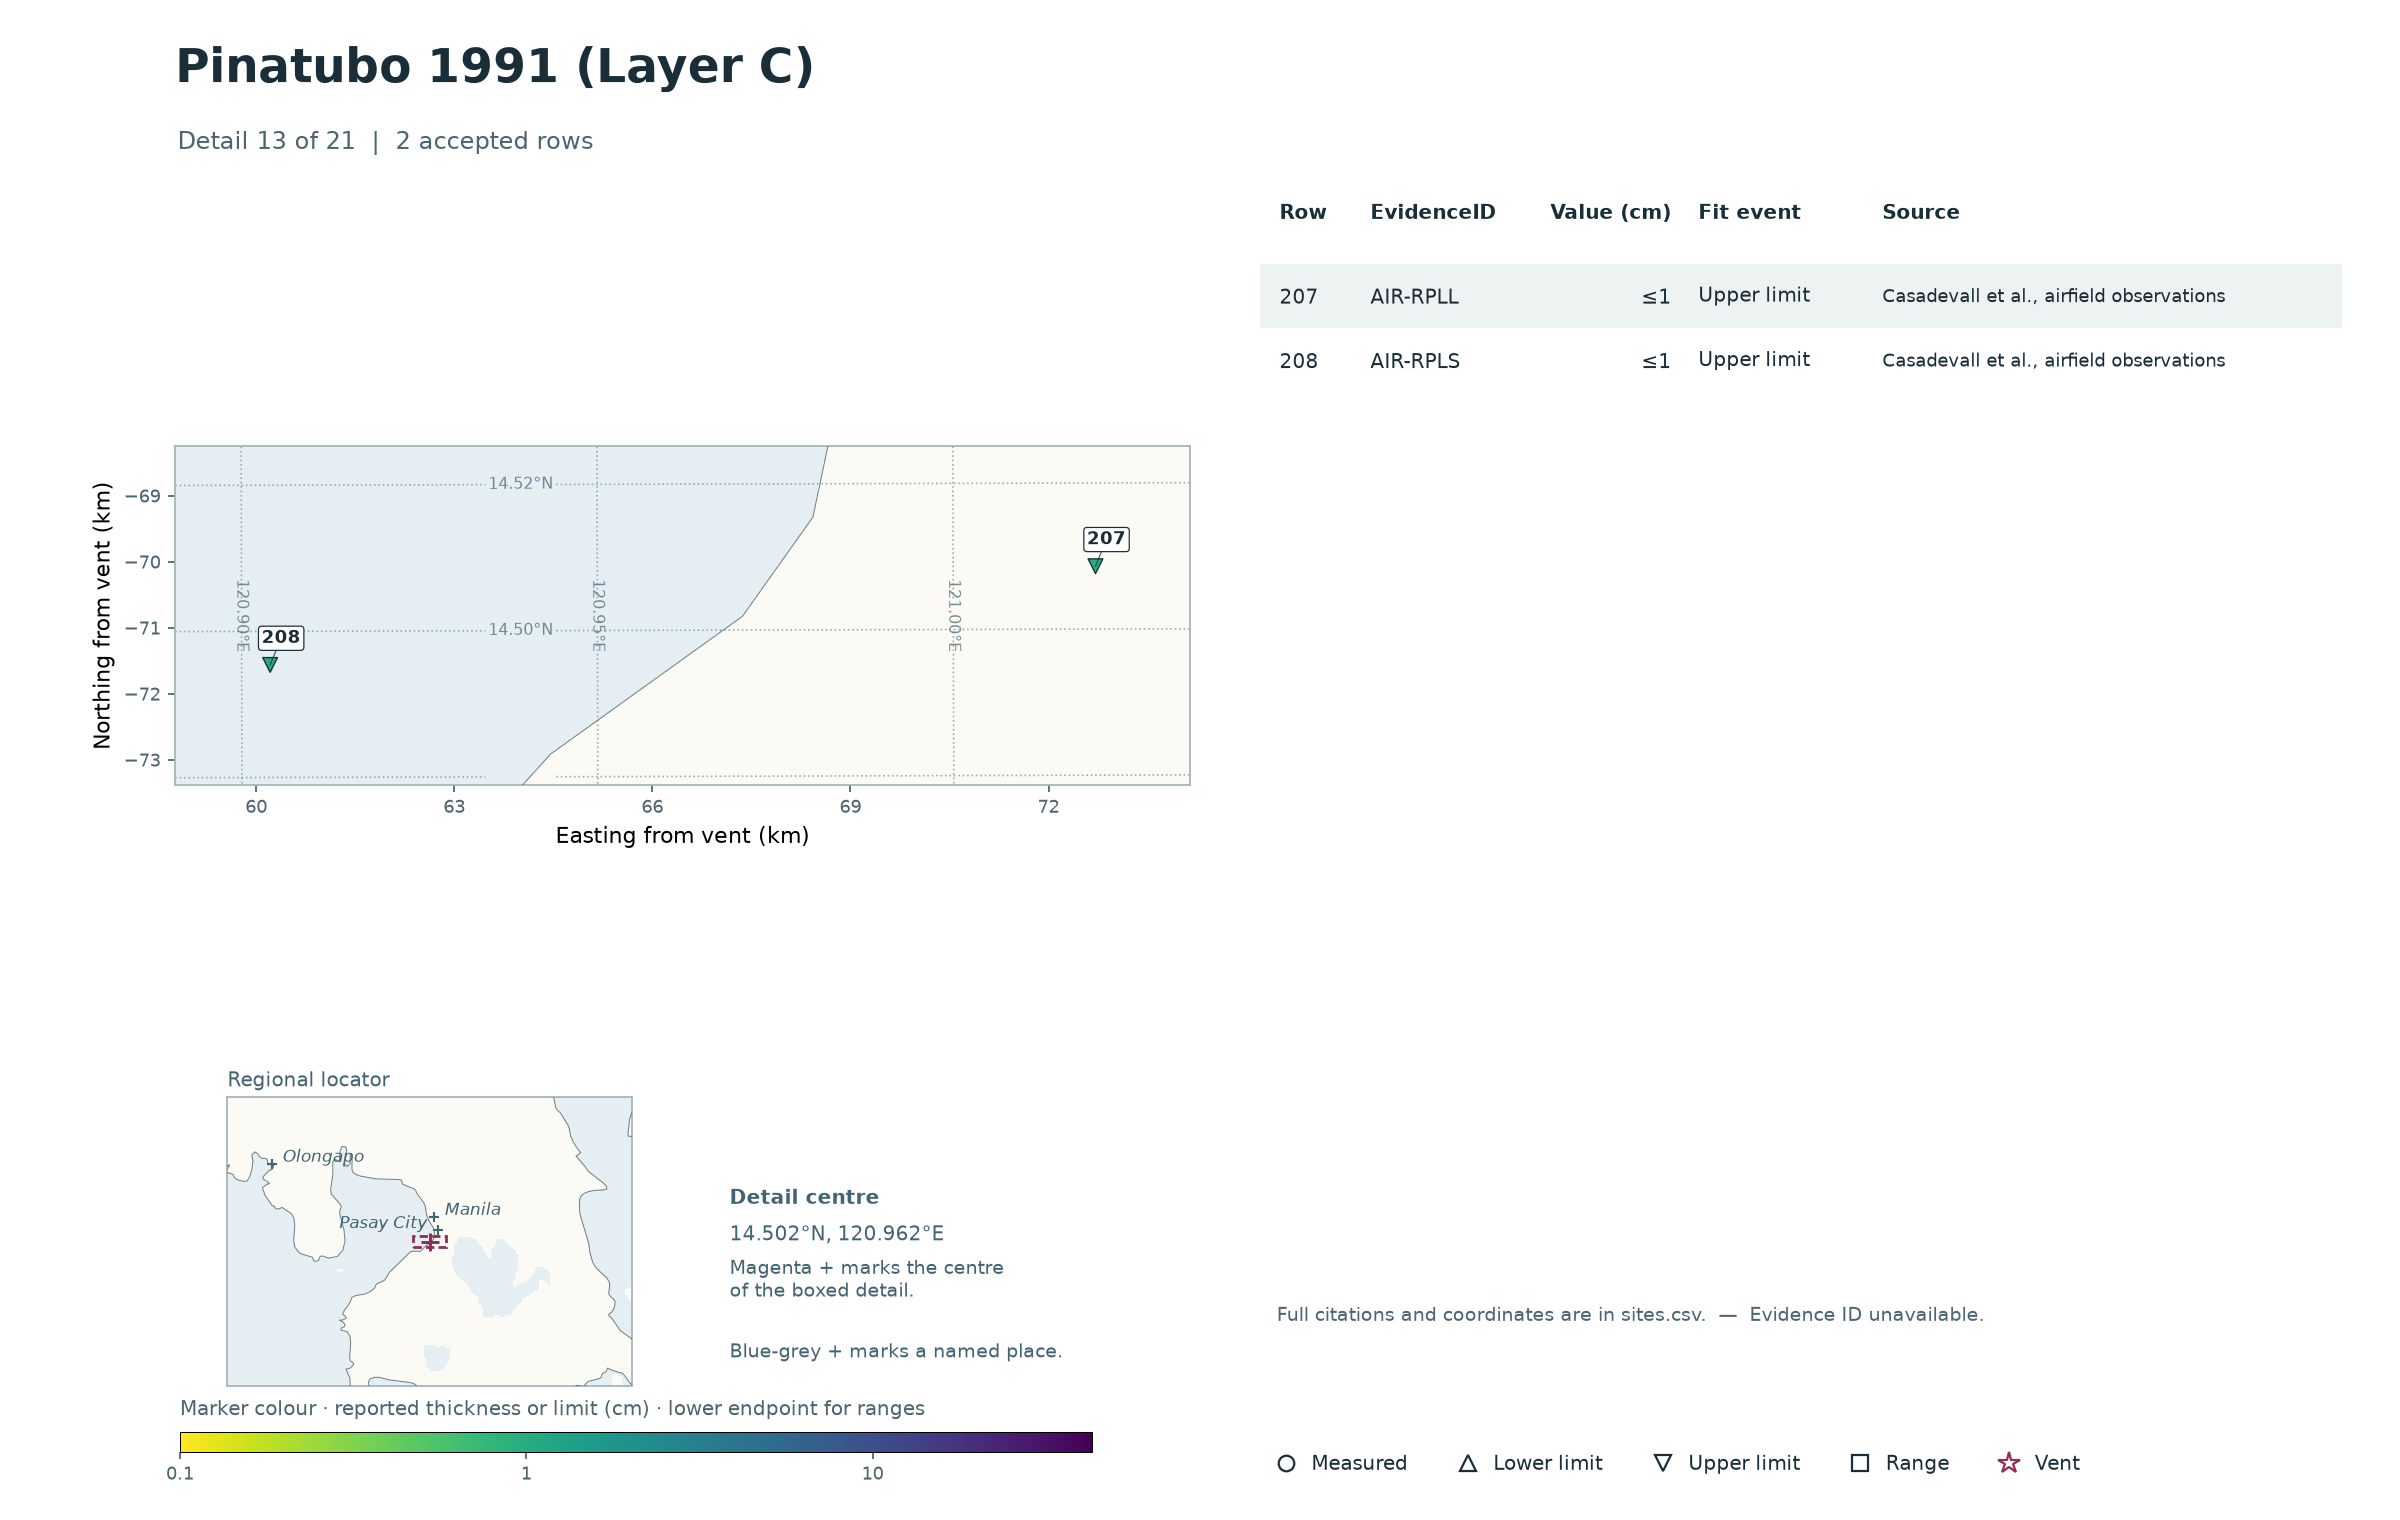 Pinatubo 1991 (Layer C)
Detail 13 of 21 | 2 accepted rows
Row EvidenceID Value (cm) Fit event Source
207 AIR-RPLL ≤1 Upper limit Casadevall et al., airfield observations
208 AIR-RPLS ≤1 Upper limit Casadevall et al., airfield observations
Northing from vent (km)
−69
−70
−71
−72
−73
14.52°N
14.50°N
120.90°E
120.95°E
121.00°E
207
208
60 63 66 69 72
Easting from vent (km)
Regional locator
Olongapo
Manila
Pasay City
Detail centre
14.502°N, 120.962°E
Magenta + marks the centre
of the boxed detail.
Blue-grey + marks a named place.
Full citations and coordinates are in sites.csv. — Evidence ID unavailable.
Marker colour · reported thickness or limit (cm) · lower endpoint for ranges
0.1 1 10
Measured Lower limit Upper limit Range Vent